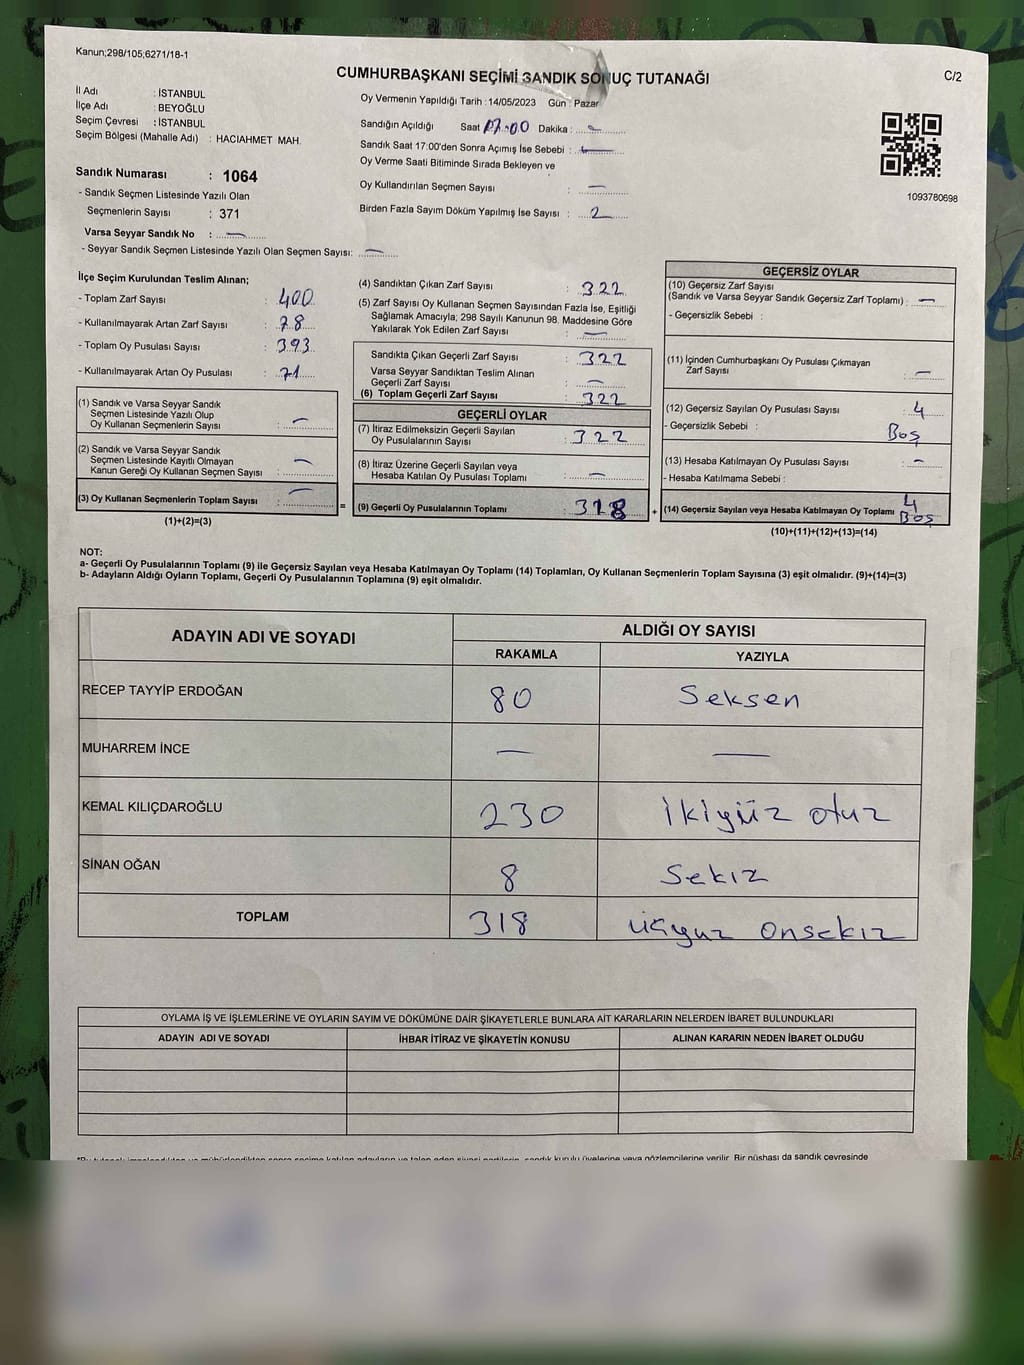 Kanun;298/105;6271/18-1
CUMHURBAŞKANI SEÇİMİ SANDIK SONUÇ TUTANAĞI
C/2
İl Adı : İSTANBUL
İlçe Adı : BEYOĞLU
Seçim Çevresi : İSTANBUL
Seçim Bölgesi (Mahalle Adı) : HACIAHMET MAH.
Sandık Numarası : 1064
- Sandık Seçmen Listesinde Yazılı Olan
Seçmenlerin Sayısı : 371
Varsa Seyyar Sandık No : —
- Seyyar Sandık Seçmen Listesinde Yazılı Olan Seçmen Sayısı: —
Oy Vermenin Yapıldığı Tarih : 14/05/2023 Gün : Pazar
Sandığın Açıldığı Saat 17:00 Dakika : —
Sandık Saat 17:00'den Sonra Açımış İse Sebebi : —
Oy Verme Saati Bitiminde Sırada Bekleyen ve
Oy Kullandırılan Seçmen Sayısı : —
Birden Fazla Sayım Döküm Yapılmış İse Sayısı : 2
1093780698
İlçe Seçim Kurulundan Teslim Alınan;
- Toplam Zarf Sayısı : 400
- Kullanılmayarak Artan Zarf Sayısı : 78
- Toplam Oy Pusulası Sayısı : 393
- Kullanılmayarak Artan Oy Pusulası : 71
(1) Sandık ve Varsa Seyyar Sandık
Seçmen Listesinde Yazılı Olup
Oy Kullanan Seçmenlerin Sayısı : —
(2) Sandık ve Varsa Seyyar Sandık
Seçmen Listesinde Kayıtlı Olmayan
Kanun Gereği Oy Kullanan Seçmen Sayısı : —
(3) Oy Kullanan Seçmenlerin Toplam Sayısı : —
(1)+(2)=(3)
=
(4) Sandıktan Çıkan Zarf Sayısı : 322
(5) Zarf Sayısı Oy Kullanan Seçmen Sayısından Fazla İse, Eşitliği
Sağlamak Amacıyla; 298 Sayılı Kanunun 98. Maddesine Göre
Yakılarak Yok Edilen Zarf Sayısı : —
Sandıkta Çıkan Geçerli Zarf Sayısı : 322
Varsa Seyyar Sandıktan Teslim Alınan
Geçerli Zarf Sayısı : —
(6) Toplam Geçerli Zarf Sayısı : 322
GEÇERLİ OYLAR
(7) İtiraz Edilmeksizin Geçerli Sayılan
Oy Pusulalarının Sayısı : 322
(8) İtiraz Üzerine Geçerli Sayılan veya
Hesaba Katılan Oy Pusulası Toplamı : —
(9) Geçerli Oy Pusulalarının Toplamı : 318
+
GEÇERSİZ OYLAR
(10) Geçersiz Zarf Sayısı
(Sandık ve Varsa Seyyar Sandık Geçersiz Zarf Toplamı) : —
- Geçersizlik Sebebi :
(11) İçinden Cumhurbaşkanı Oy Pusulası Çıkmayan
Zarf Sayısı : —
(12) Geçersiz Sayılan Oy Pusulası Sayısı : 4
- Geçersizlik Sebebi : Boş
(13) Hesaba Katılmayan Oy Pusulası Sayısı : —
- Hesaba Katılmama Sebebi :
(14) Geçersiz Sayılan veya Hesaba Katılmayan Oy Toplamı : 4
Boş
(10)+(11)+(12)+(13)=(14)
NOT:
a- Geçerli Oy Pusulalarının Toplamı (9) ile Geçersiz Sayılan veya Hesaba Katılmayan Oy Toplamı (14) Toplamları, Oy Kullanan Seçmenlerin Toplam Sayısına (3) eşit olmalıdır. (9)+(14)=(3)
b- Adayların Aldığı Oyların Toplamı, Geçerli Oy Pusulalarının Toplamına (9) eşit olmalıdır.
ADAYIN ADI VE SOYADI
ALDIĞI OY SAYISI
RAKAMLA YAZIYLA
RECEP TAYYİP ERDOĞAN 80 Seksen
MUHARREM İNCE — —
KEMAL KILIÇDAROĞLU 230 ikiyüz otuz
SİNAN OĞAN 8 Sekız
TOPLAM 318 üçyuz onsekız
OYLAMA İŞ VE İŞLEMLERİNE VE OYLARIN SAYIM VE DÖKÜMÜNE DAİR ŞİKAYETLERLE BUNLARA AİT KARARLARIN NELERDEN İBARET BULUNDUKLARI
ADAYIN ADI VE SOYADI İHBAR İTİRAZ VE ŞİKAYETİN KONUSU ALINAN KARARIN NEDEN İBARET OLDUĞU